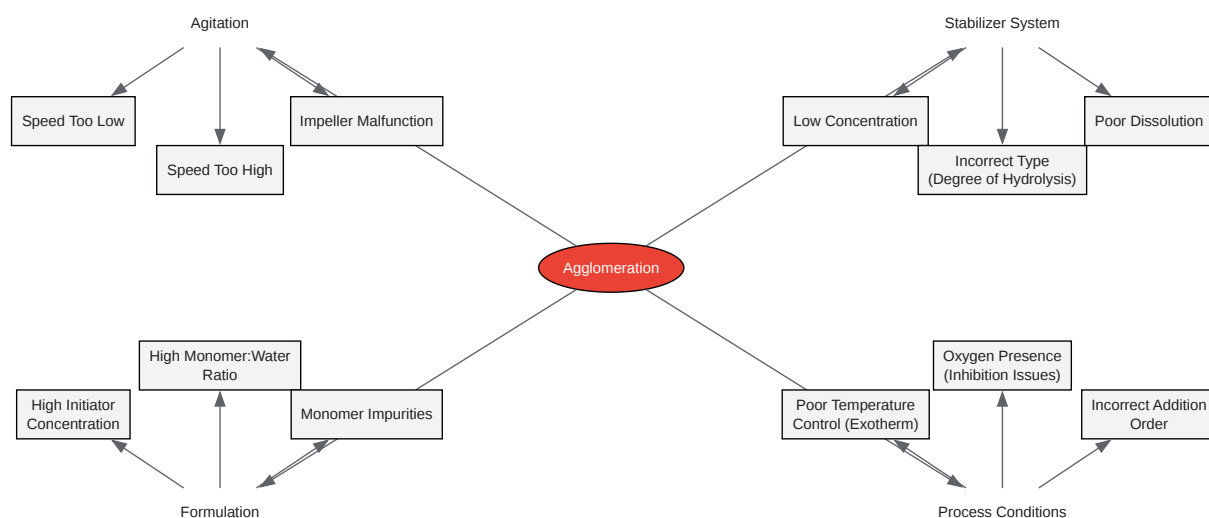 Agitation
Stabilizer System
Speed Too Low
Impeller Malfunction
Low Concentration
Poor Dissolution
Speed Too High
Incorrect Type
(Degree of Hydrolysis)
Agglomeration
High Monomer:Water
Ratio
Oxygen Presence
(Inhibition Issues)
High Initiator
Concentration
Monomer Impurities
Poor Temperature
Control (Exotherm)
Incorrect Addition
Order
Formulation
Process Conditions